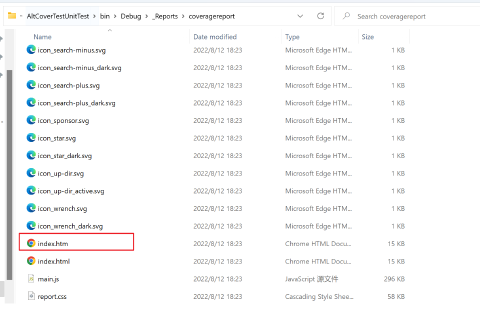 AltCoverTestUnitTest > bin > Debug > _Reports > coveragereport Search coveragereport
Name Date modified Type Size
icon_search-minus.svg 2022/8/12 18:23 Microsoft Edge HTM... 1 KB
icon_search-minus_dark.svg 2022/8/12 18:23 Microsoft Edge HTM... 1 KB
icon_search-plus.svg 2022/8/12 18:23 Microsoft Edge HTM... 1 KB
icon_search-plus_dark.svg 2022/8/12 18:23 Microsoft Edge HTM... 1 KB
icon_sponsor.svg 2022/8/12 18:23 Microsoft Edge HTM... 1 KB
icon_star.svg 2022/8/12 18:23 Microsoft Edge HTM... 1 KB
icon_star_dark.svg 2022/8/12 18:23 Microsoft Edge HTM... 1 KB
icon_up-dir.svg 2022/8/12 18:23 Microsoft Edge HTM... 1 KB
icon_up-dir_active.svg 2022/8/12 18:23 Microsoft Edge HTM... 1 KB
icon_wrench.svg 2022/8/12 18:23 Microsoft Edge HTM... 1 KB
icon_wrench_dark.svg 2022/8/12 18:23 Microsoft Edge HTM... 1 KB
index.htm 2022/8/12 18:23 Chrome HTML Docu... 15 KB
index.html 2022/8/12 18:23 Chrome HTML Docu... 15 KB
main.js 2022/8/12 18:23 JavaScript 源文件 296 KB
report.css 2022/8/12 18:23 Cascading Style Shee... 58 KB